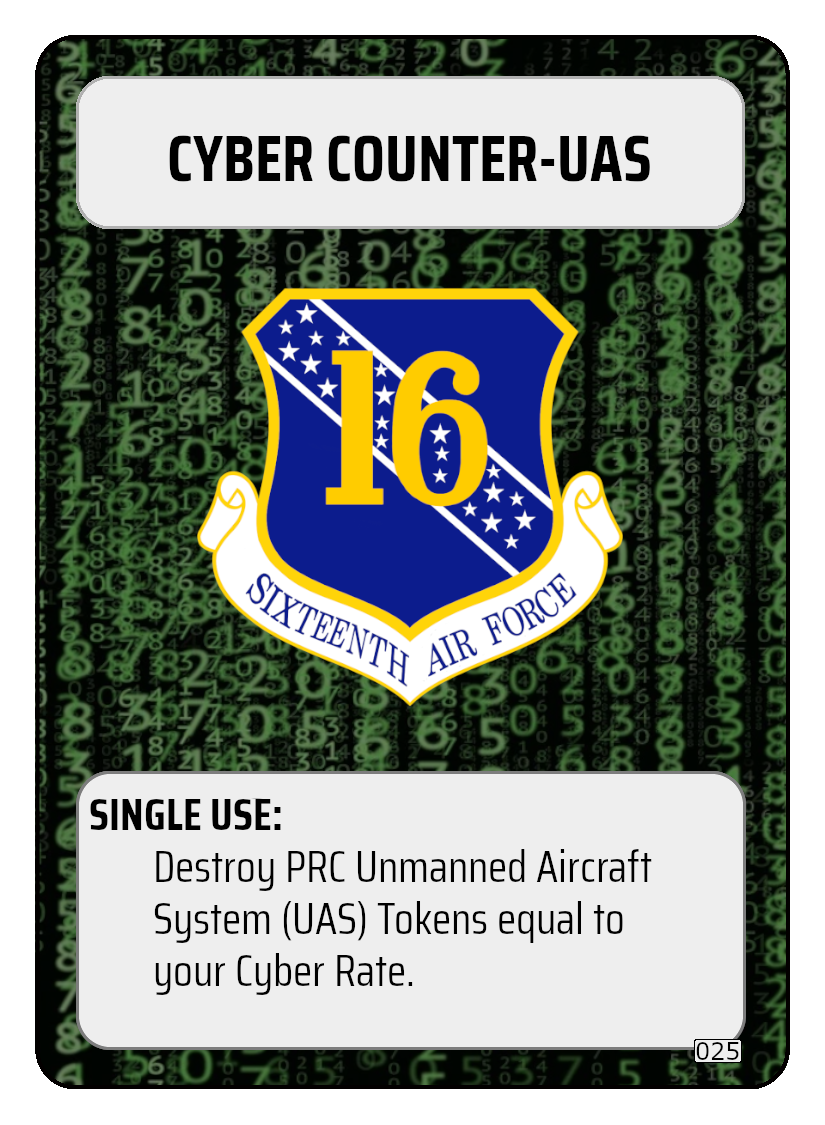 CYBER COUNTER-UAS
16
SIXTEENTH AIR FORCE
SINGLE USE:
Destroy PRC Unmanned Aircraft
System (UAS) Tokens equal to
your Cyber Rate.
025